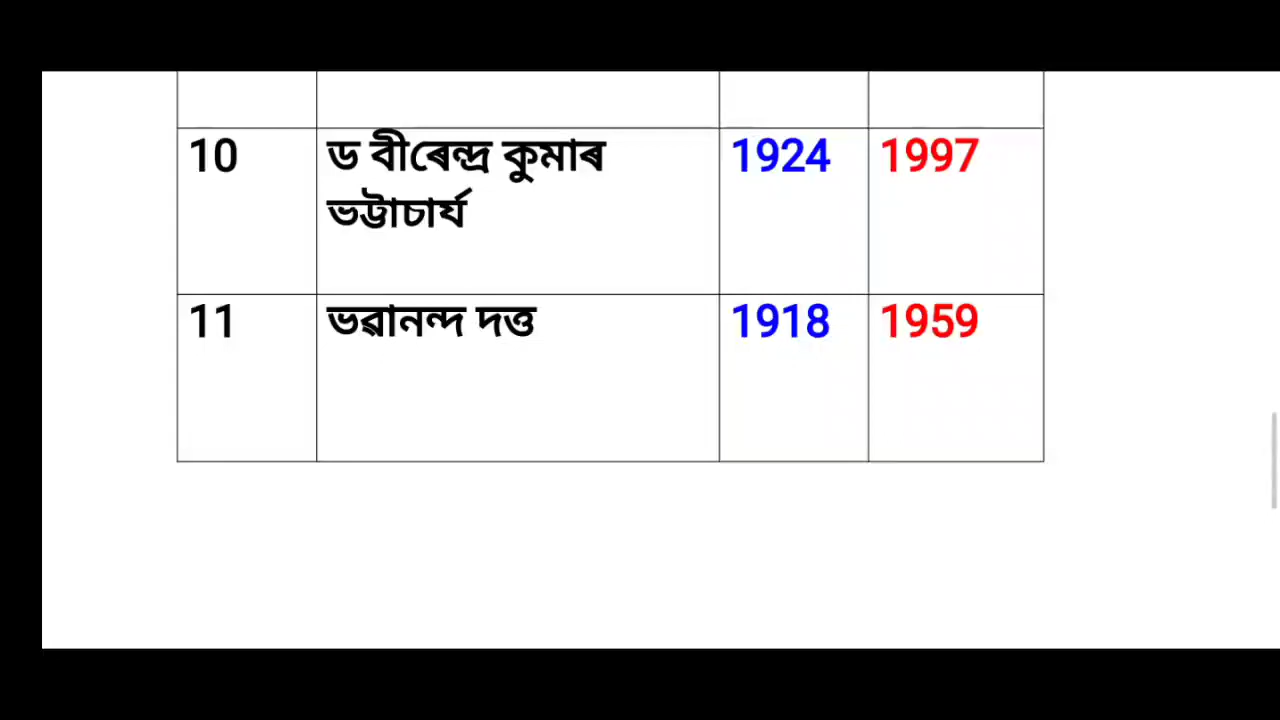 10 ড বীৰেন্দ্ৰ কুমাৰ 1924 1997
ভট্টাচাৰ্য
11 ভৱানন্দ দত্ত 1918 1959